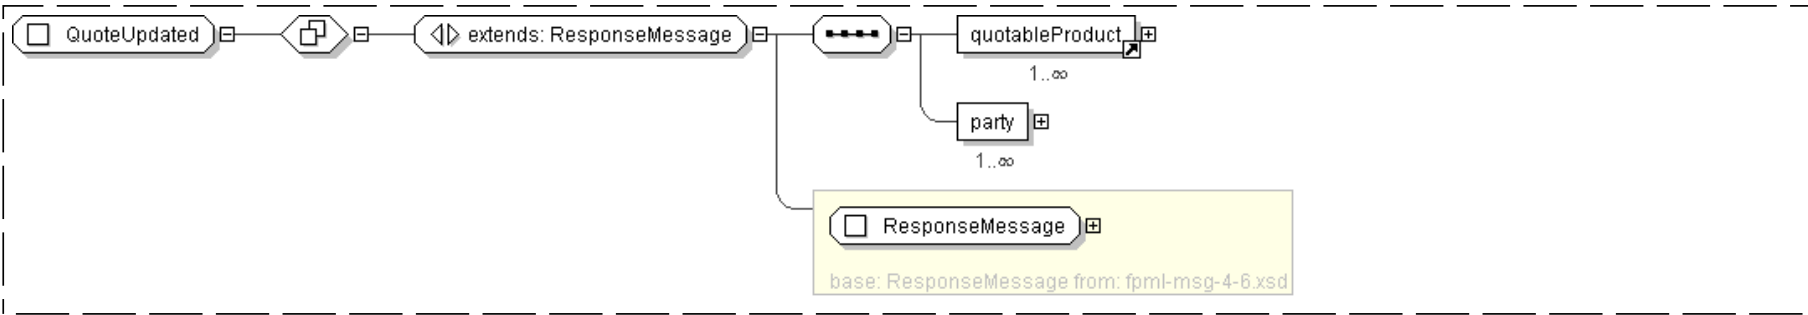 QuoteUpdated
extends: ResponseMessage
quotableProduct
1..∞
party
1..∞
ResponseMessage
base: ResponseMessage from: fpml-msg-4-6.xsd